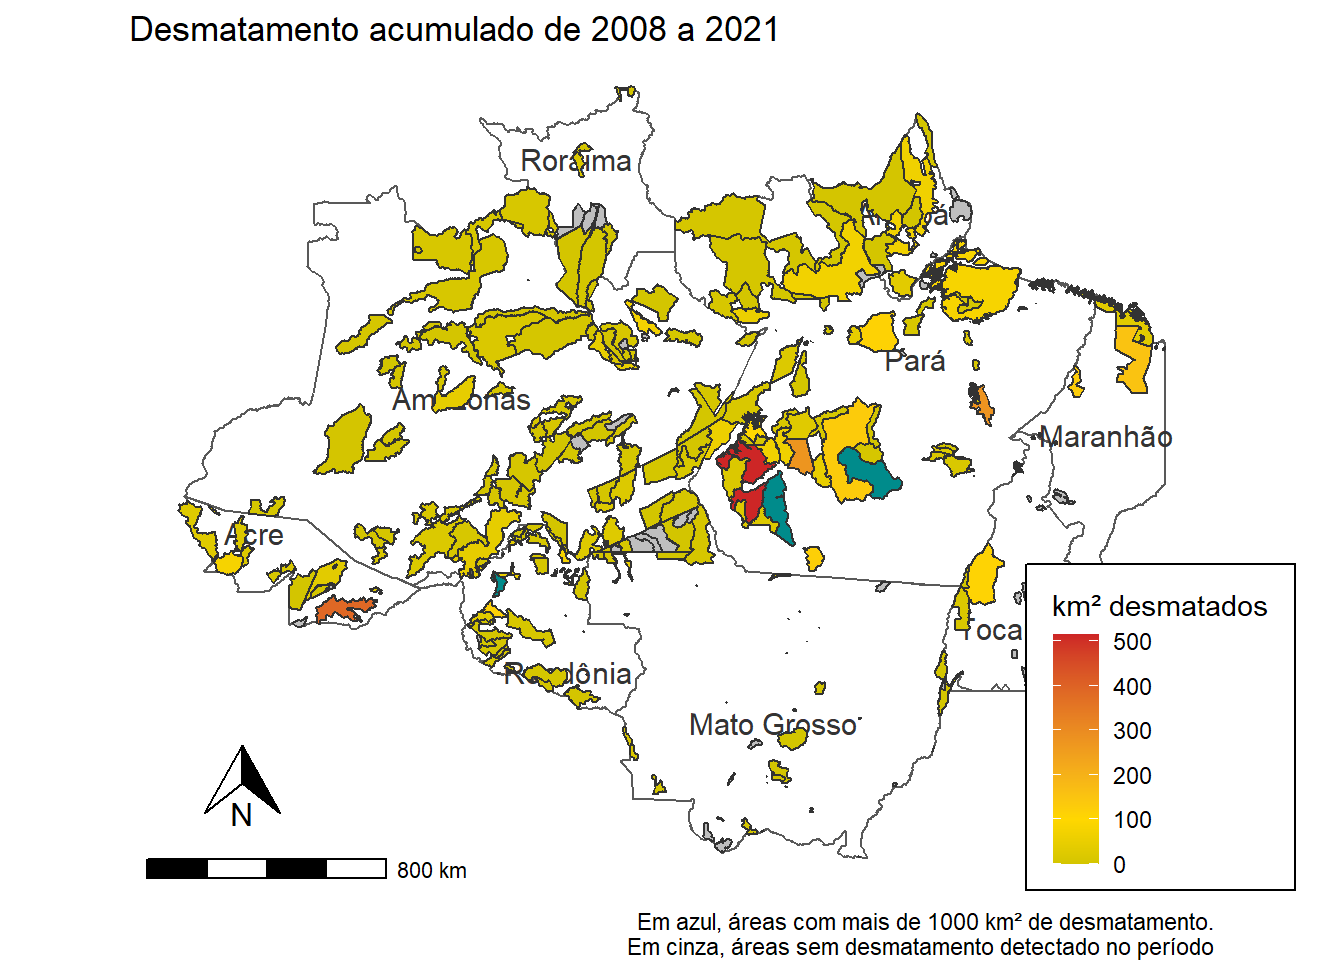 Desmatamento acumulado de 2008 a 2021
Roraima
Pará
Amazonas
Maranhão
Acre
km² desmatados
500
400
300
200
100
0
Toca
Rondônia
Mato Grosso
N
800 km
Em azul, áreas com mais de 1000 km² de desmatamento.
Em cinza, áreas sem desmatamento detectado no período